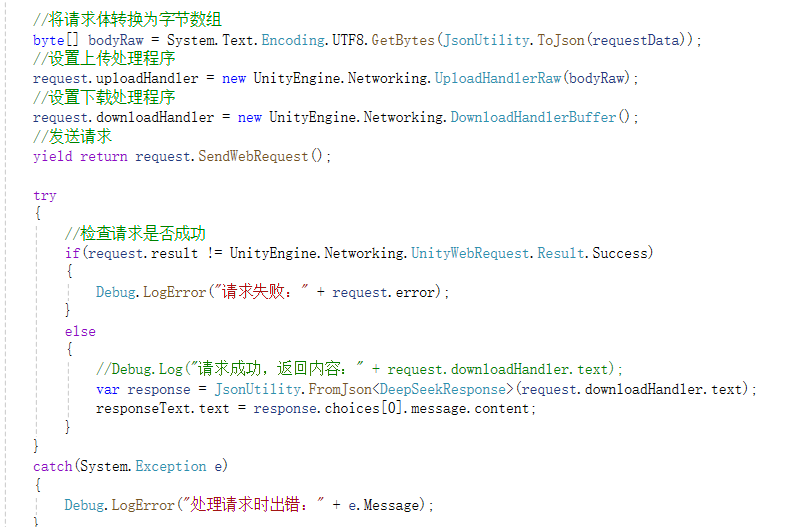 //将请求体转换为字节数组
byte[] bodyRaw = System.Text.Encoding.UTF8.GetBytes(JsonUtility.ToJson(requestData));
//设置上传处理程序
request.uploadHandler = new UnityEngine.Networking.UploadHandlerRaw(bodyRaw);
//设置下载处理程序
request.downloadHandler = new UnityEngine.Networking.DownloadHandlerBuffer();
//发送请求
yield return request.SendWebRequest();
try
{
//检查请求是否成功
if(request.result != UnityEngine.Networking.UnityWebRequest.Result.Success)
{
Debug.LogError("请求失败：" + request.error);
}
else
{
//Debug.Log("请求成功，返回内容：" + request.downloadHandler.text);
var response = JsonUtility.FromJson<DeepSeekResponse>(request.downloadHandler.text);
responseText.text = response.choices[0].message.content;
}
}
catch(System.Exception e)
{
Debug.LogError("处理请求时出错：" + e.Message);
}